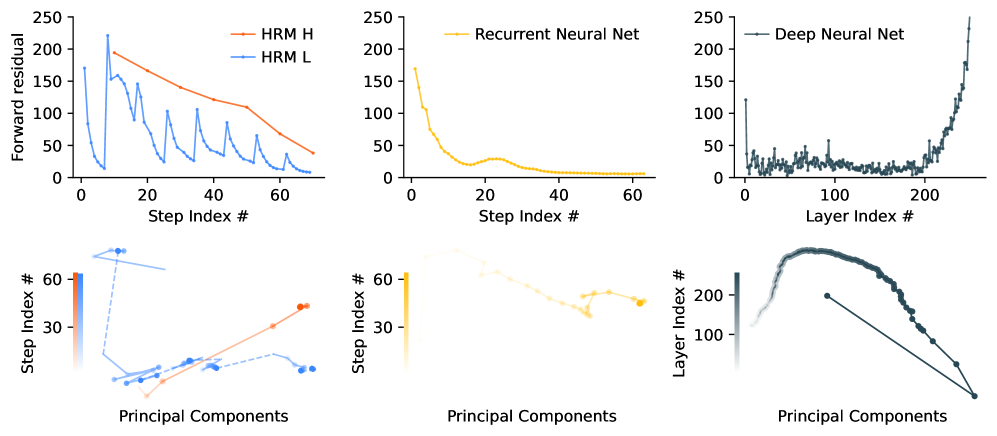 250
200
150
100
50
0
Forward residual
HRM H
HRM L
0
20
40
60
Step Index #
250
200
150
100
50
0
Recurrent Neural Net
0
20
40
60
Step Index #
250
200
150
100
50
0
Deep Neural Net
0
100
200
Layer Index #
Step Index #
60
30
Principal Components
Step Index #
60
30
Principal Components
Layer Index #
200
100
Principal Components